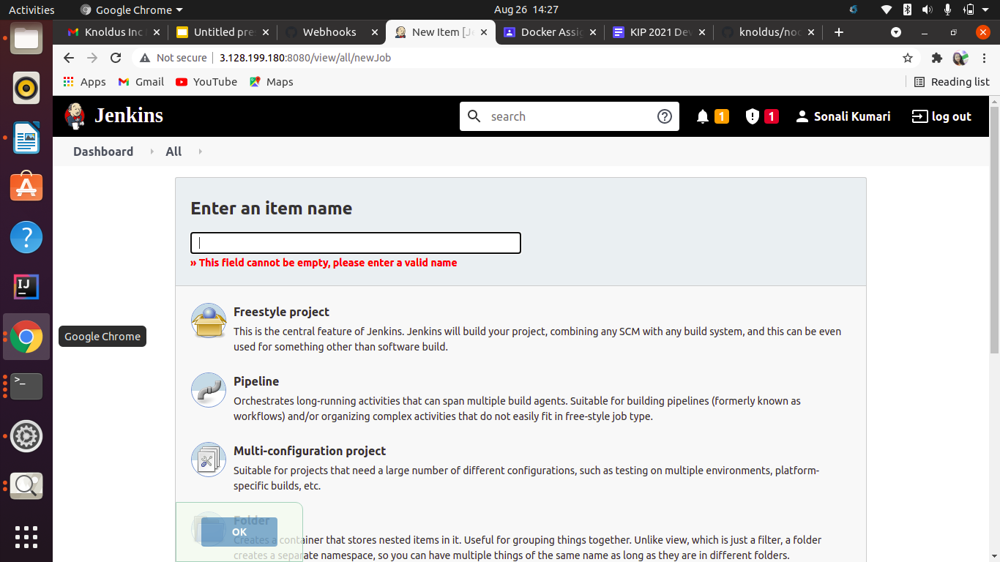 Activities
Google Chrome
Aug 26 14:27
Knoldus Inc
Untitled pre
Webhooks
New Item [Je
Docker Assig
KIP 2021 Dev
knoldus/noo
Not secure
3.128.199.180:8080/view/all/newJob
Apps
Gmail
YouTube
Maps
Reading list
Jenkins
search
1
1
Sonali Kumari
log out
Dashboard
All
Enter an item name
» This field cannot be empty, please enter a valid name
Freestyle project
This is the central feature of Jenkins. Jenkins will build your project, combining any SCM with any build system, and this can be even
used for something other than software build.
Google Chrome
Pipeline
Orchestrates long-running activities that can span multiple build agents. Suitable for building pipelines (formerly known as
workflows) and/or organizing complex activities that do not easily fit in free-style job type.
Multi-configuration project
Suitable for projects that need a large number of different configurations, such as testing on multiple environments, platform-
specific builds, etc.
Folder
OK
Creates a container that stores nested items in it. Useful for grouping things together. Unlike view, which is just a filter, a folder
creates a separate namespace, so you can have multiple things of the same name as long as they are in different folders.